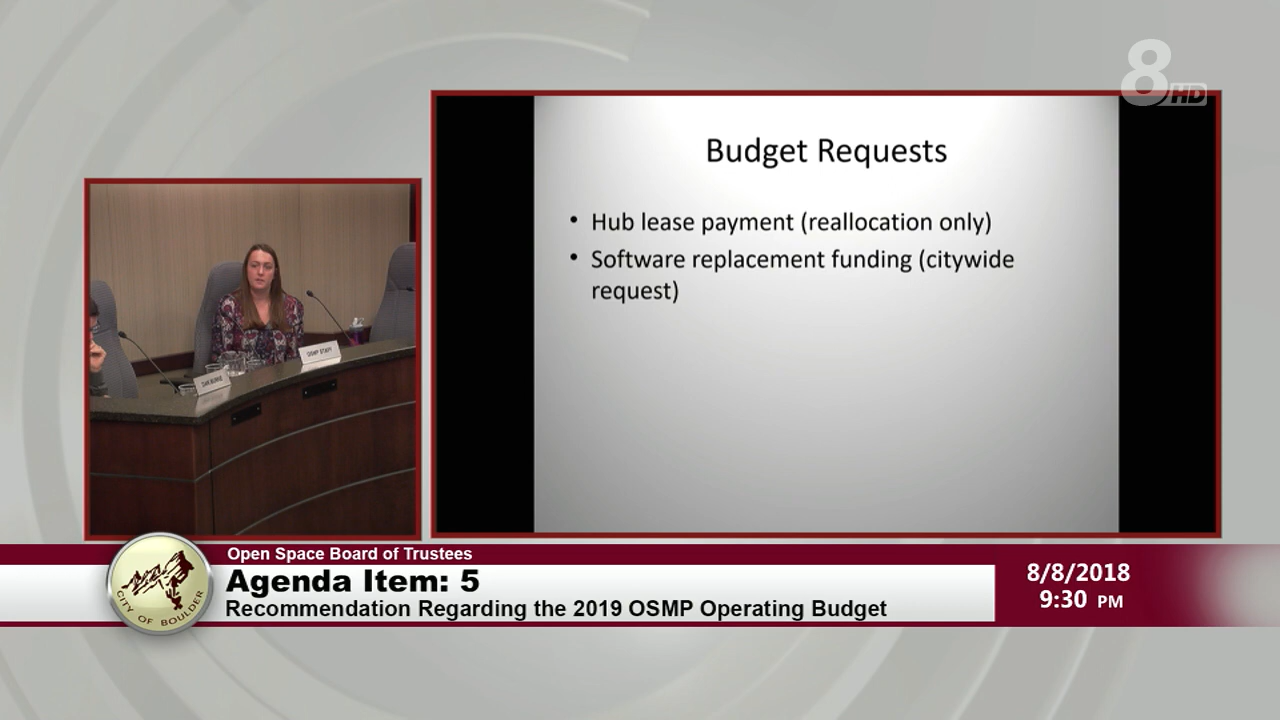 8HD
Budget Requests
• Hub lease payment (reallocation only)
• Software replacement funding (citywide
request)
OSMP STAFF
DAN BURKE
Open Space Board of Trustees
Agenda Item: 5
Recommendation Regarding the 2019 OSMP Operating Budget
8/8/2018
9:30 PM
CITY OF BOULDER